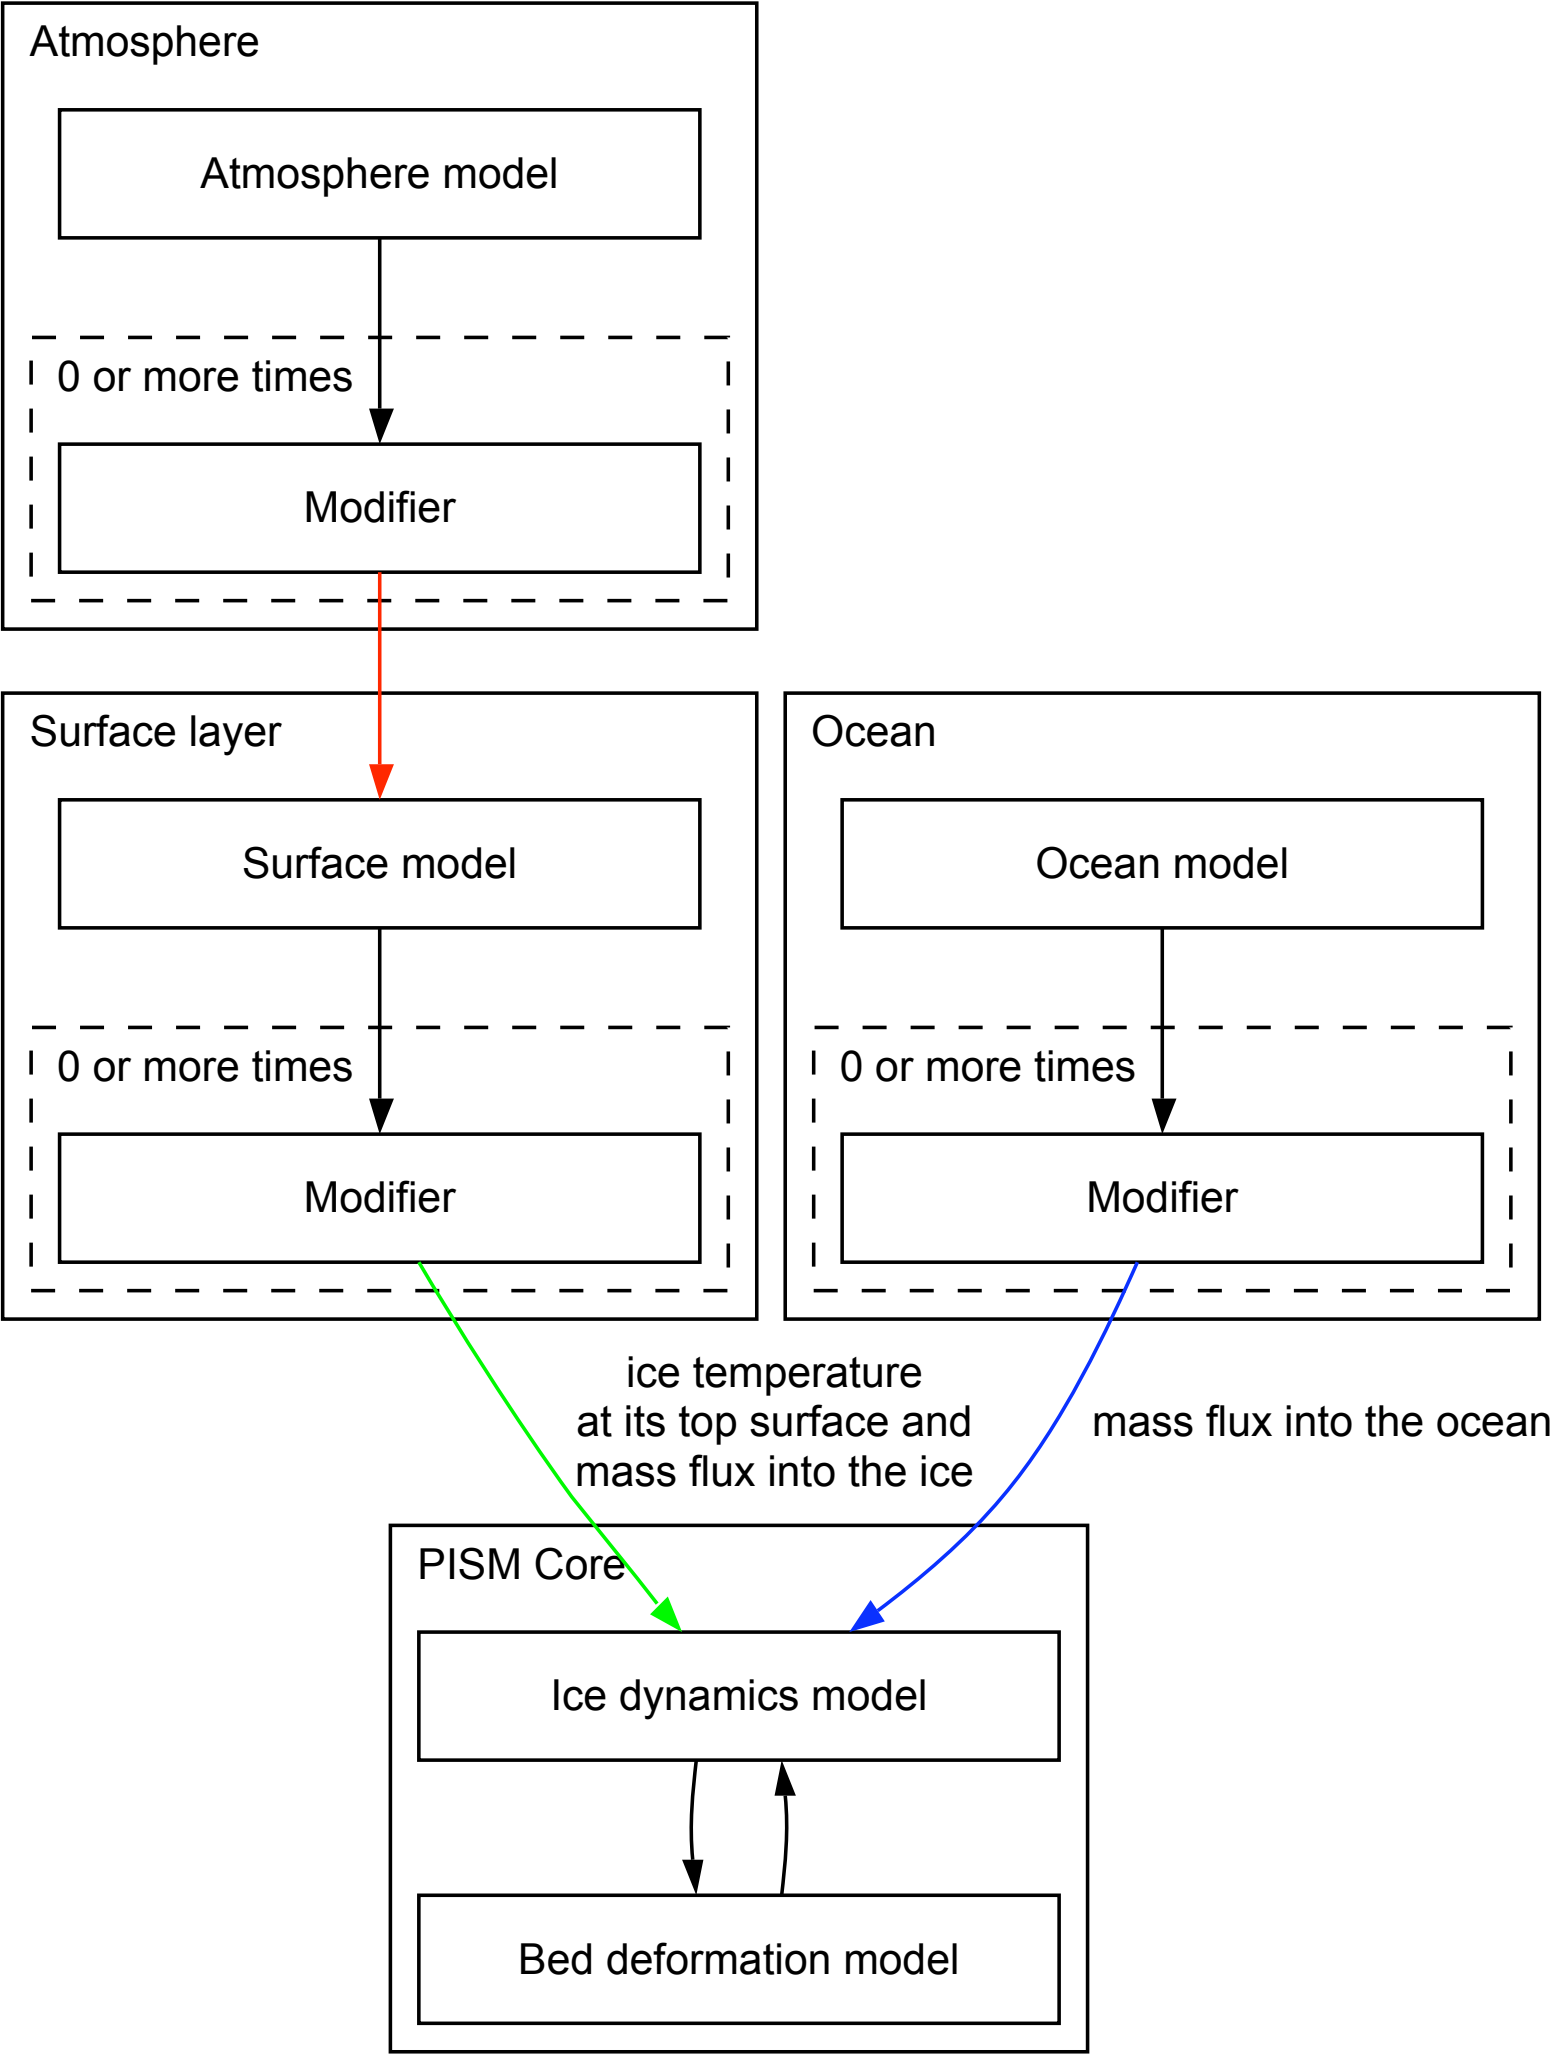 Atmosphere
Atmosphere model
0 or more times
Modifier
Surface layer
Surface model
0 or more times
Modifier
Ocean
Ocean model
0 or more times
Modifier
ice temperature
at its top surface and
mass flux into the ice
mass flux into the ocean
PISM Core
Ice dynamics model
Bed deformation model